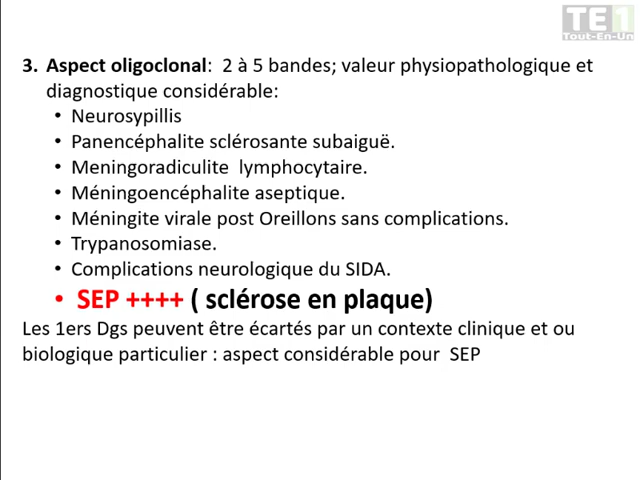 TE1
Tout-En-Un
3. Aspect oligoclonal: 2 à 5 bandes; valeur physiopathologique et
diagnostique considérable:
• Neurosypillis
• Panencéphalite sclérosante subaiguë.
• Meningoradiculite lymphocytaire.
• Méningoencéphalite aseptique.
• Méningite virale post Oreillons sans complications.
• Trypanosomiase.
• Complications neurologique du SIDA.
• SEP ++++ ( sclérose en plaque)
Les 1ers Dgs peuvent être écartés par un contexte clinique et ou
biologique particulier : aspect considérable pour SEP